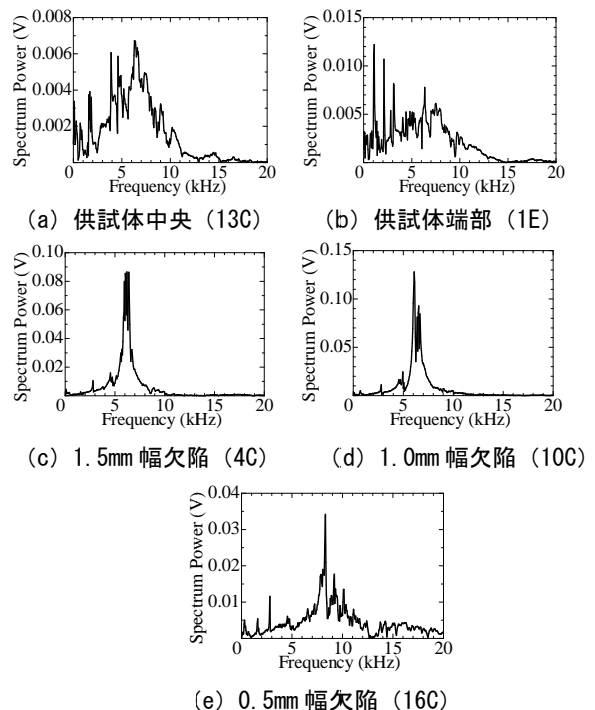 Spectrum Power (V)
0.008
0.006
0.004
0.002
0 5 10 15 20
Frequency (kHz)
(a) 供試体中央 (13C)
Spectrum Power (V)
0.015
0.010
0.005
0 5 10 15 20
Frequency (kHz)
(b) 供試体端部 (1E)
Spectrum Power (V)
0.10
0.08
0.06
0.04
0.02
0 5 10 15 20
Frequency (kHz)
(c) 1.5mm 幅欠陥 (4C)
Spectrum Power (V)
0.15
0.10
0.05
0 5 10 15 20
Frequency (kHz)
(d) 1.0mm 幅欠陥 (10C)
Spectrum Power (V)
0.04
0.03
0.02
0.01
0 5 10 15 20
Frequency (kHz)
(e) 0.5mm 幅欠陥 (16C)